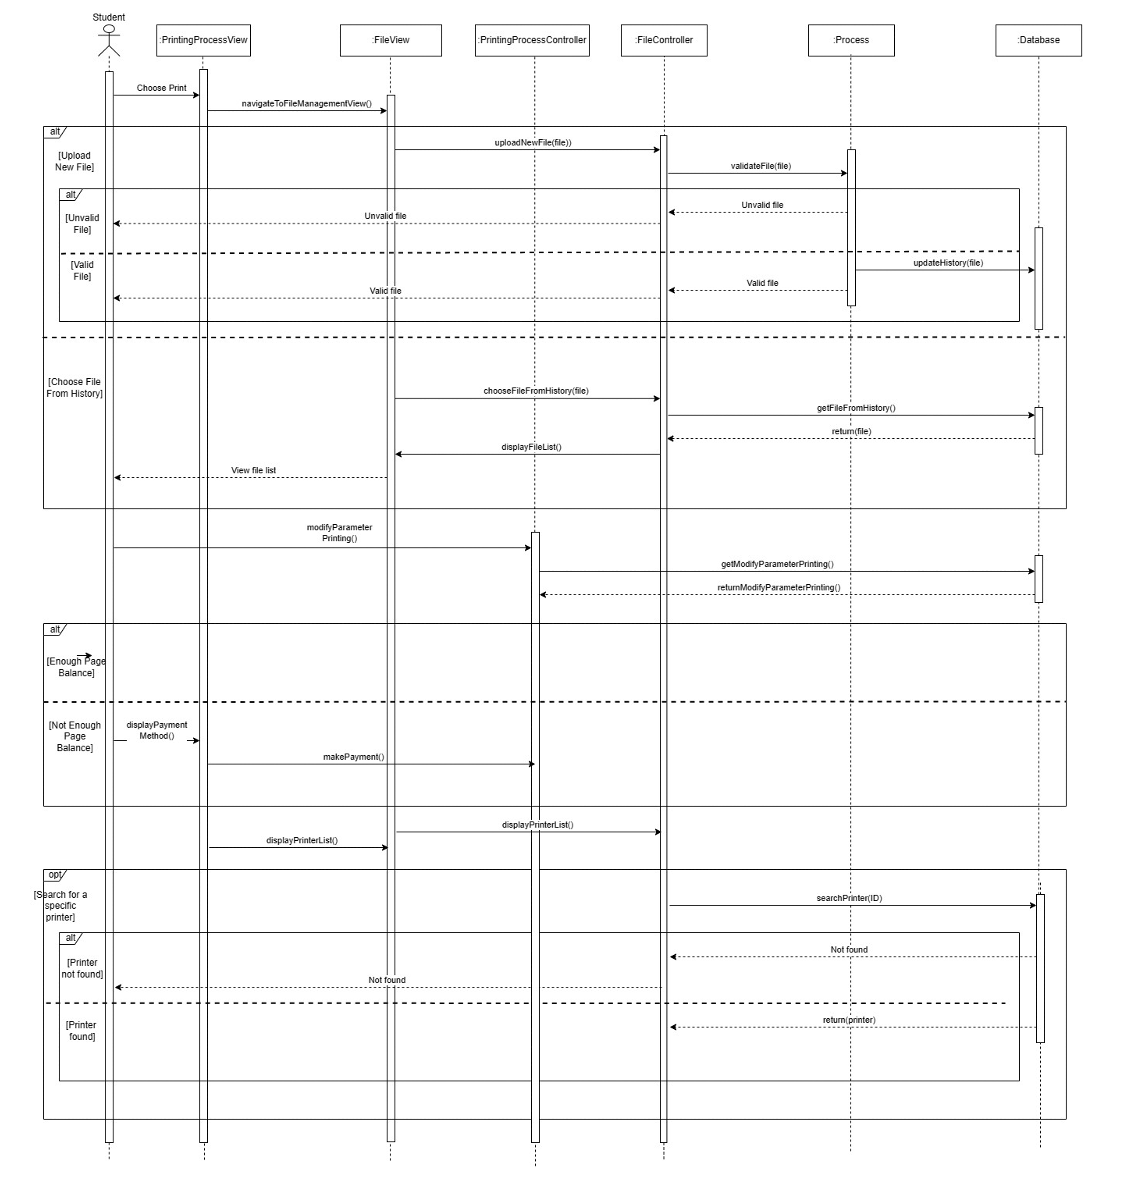 Student
:PrintingProcessView
:FileView
:PrintingProcessController
:FileController
:Process
:Database
Choose Print
navigateToFileManagementView()
alt
[Upload
New File]
uploadNewFile(file))
validateFile(file)
alt
[Unvalid
File]
Unvalid file
Unvalid file
[Valid
File]
updateHistory(file)
Valid file
Valid file
[Choose File
From History]
chooseFileFromHistory(file)
getFileFromHistory()
return(file)
displayFileList()
View file list
modifyParameter
Printing()
getModifyParameterPrinting()
returnModifyParameterPrinting()
alt
[Enough Page
Balance]
[Not Enough
Page
Balance]
displayPayment
Method()
makePayment()
displayPrinterList()
displayPrinterList()
opt
[Search for a
specific
printer]
searchPrinter(ID)
alt
[Printer
not found]
Not found
Not found
[Printer
found]
return(printer)